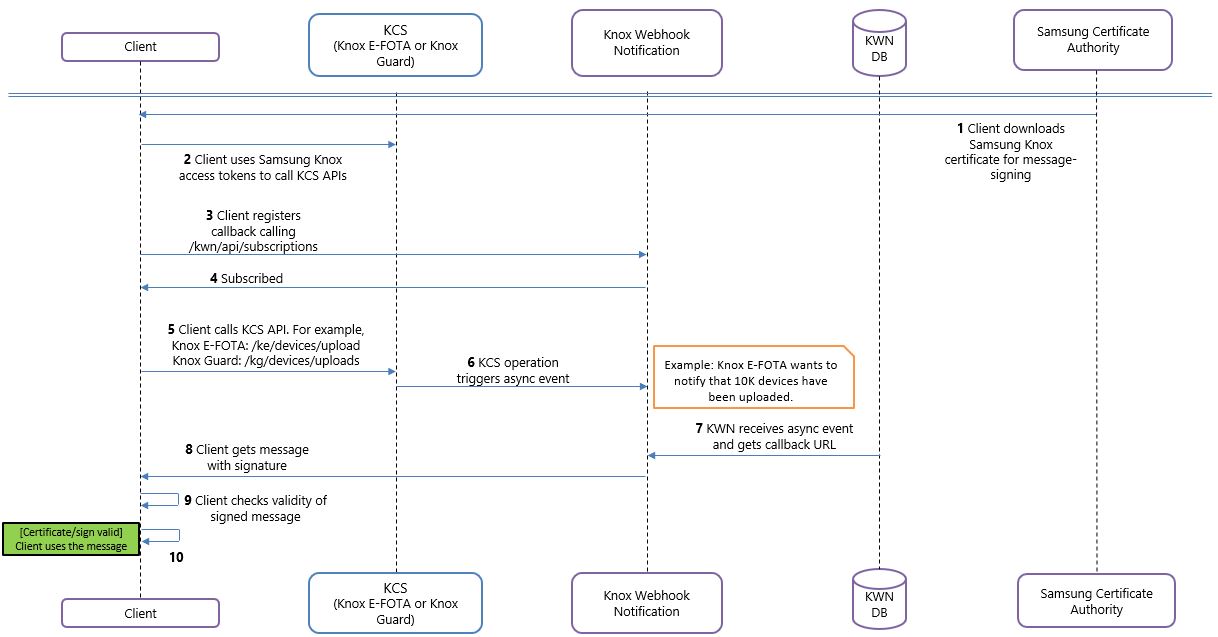 Client
KCS
(Knox E-FOTA or Knox
Guard)
Knox Webhook
Notification
KWN
DB
Samsung Certificate
Authority
1 Client downloads
Samsung Knox
certificate for message-
signing
2 Client uses Samsung Knox
access tokens to call KCS APIs
3 Client registers
callback calling
/kwn/api/subscriptions
4 Subscribed
5 Client calls KCS API. For example,
Knox E-FOTA: /ke/devices/upload
Knox Guard: /kg/devices/uploads
6 KCS operation
triggers async event
Example: Knox E-FOTA wants to
notify that 10K devices have
been uploaded.
7 KWN receives async event
and gets callback URL
8 Client gets message
with signature
9 Client checks validity of
signed message
[Certificate/sign valid]
Client uses the message
10
Client
KCS
(Knox E-FOTA or Knox
Guard)
Knox Webhook
Notification
KWN
DB
Samsung Certificate
Authority